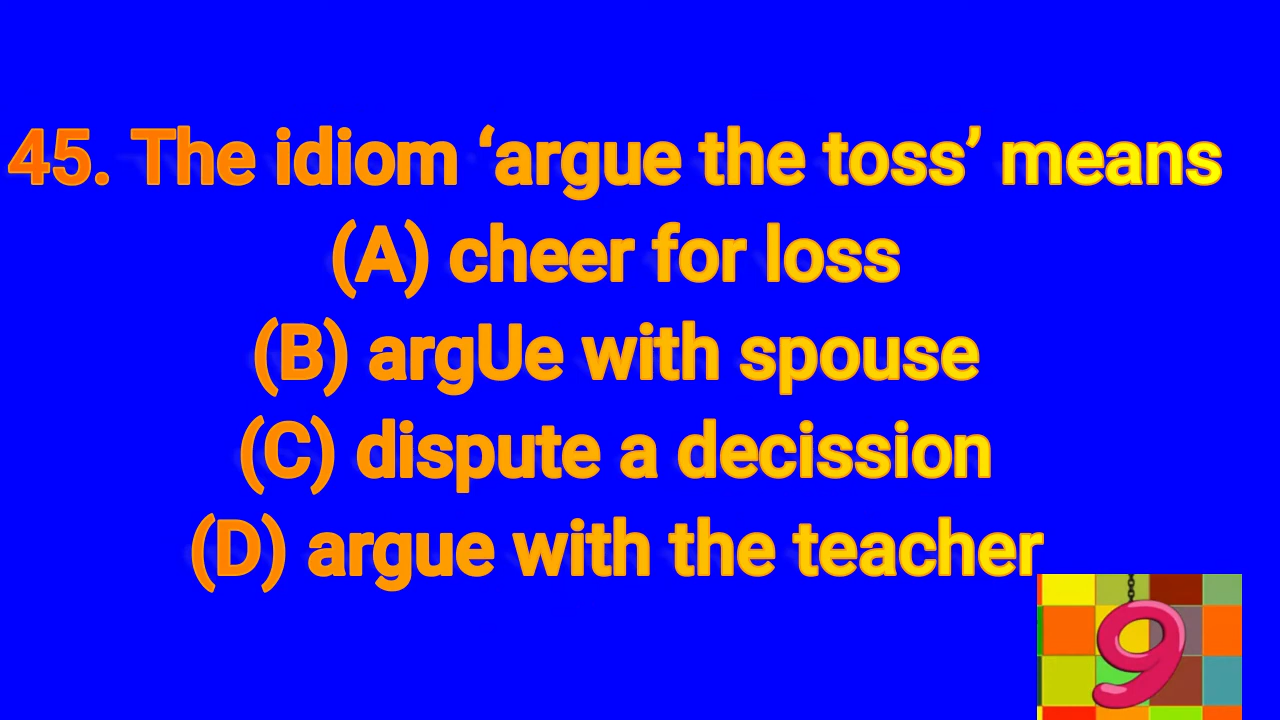 45. The idiom ‘argue the toss’ means
(A) cheer for loss
(B) argUe with spouse
(C) dispute a decission
(D) argue with the teacher
9